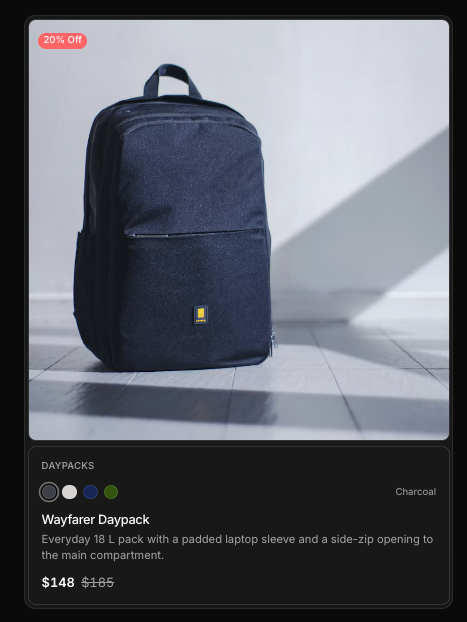 20% Off
DAYPACKS
Charcoal
Wayfarer Daypack
Everyday 18 L pack with a padded laptop sleeve and a side-zip opening to
the main compartment.
$148 $185